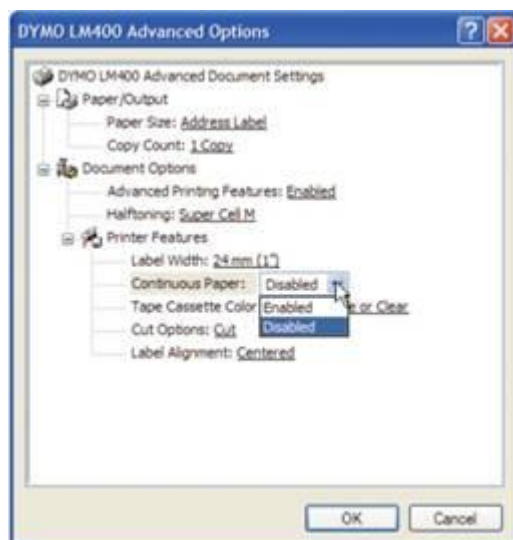 DYMO LM400 Advanced Options
DYMO LM400 Advanced Document Settings
Paper/Output
Paper Size: Address Label
Copy Count: 1 Copy
Document Options
Advanced Printing Features: Enabled
Halftoning: Super Cell M
Printer Features
Label Width: 24 mm (1")
Continuous Paper: Disabled
Tape Cassette Color Enabled or Clear
Disabled
Cut Options: Cut
Label Alignment: Centered
OK Cancel